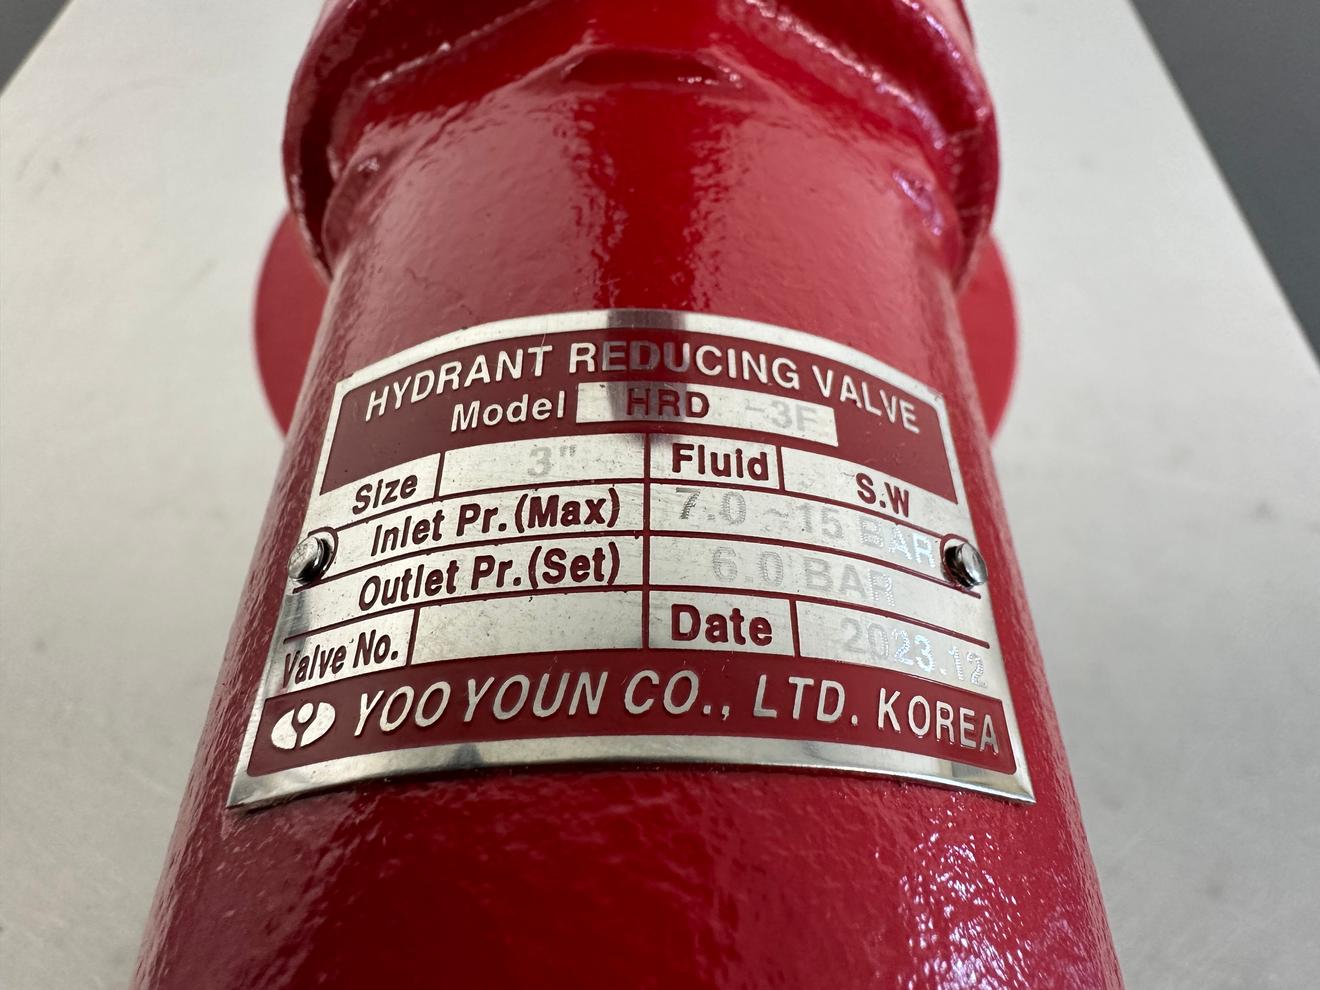 HYDRANT REDUCING VALVE
Model HRD -3F
Size 3" Fluid S.W
Inlet Pr. (Max) 7.0 ~15 BAR
Outlet Pr. (Set) 6.0 BAR
Valve No. Date 2023.12
YOO YOUN CO., LTD. KOREA